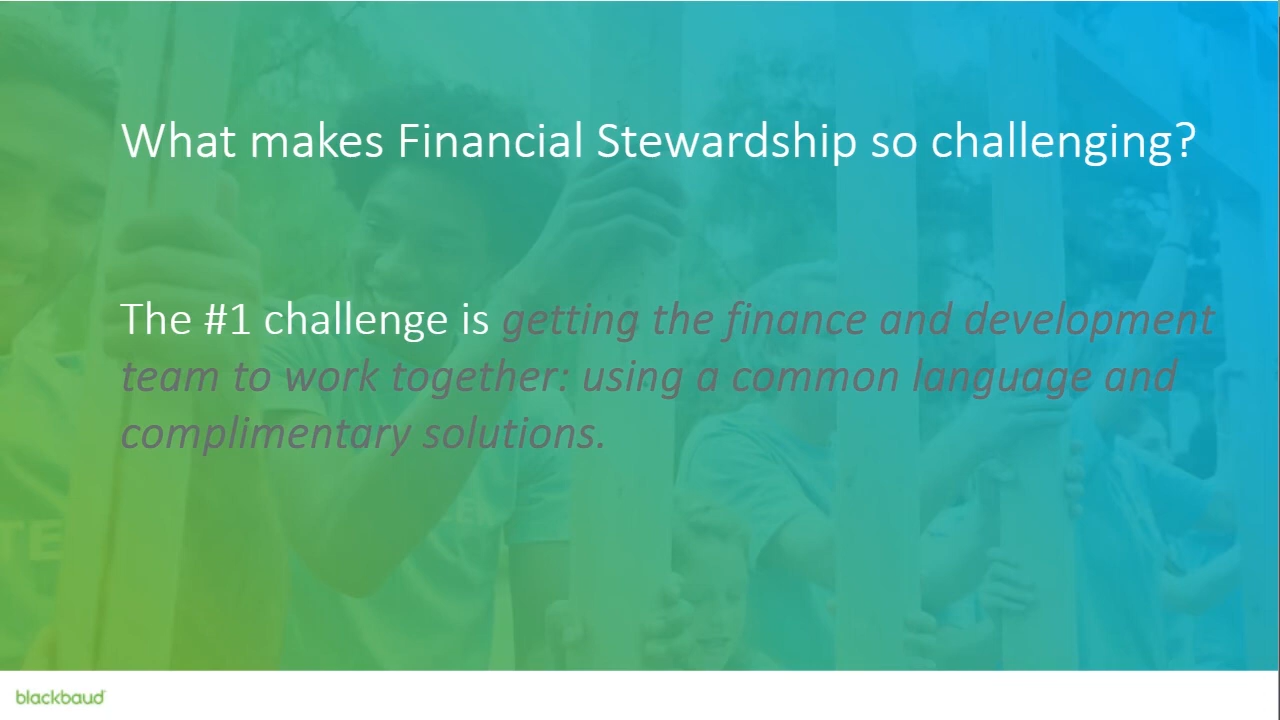 What makes Financial Stewardship so challenging?
The #1 challenge is getting the finance and development
team to work together: using a common language and
complimentary solutions.
blackbaud